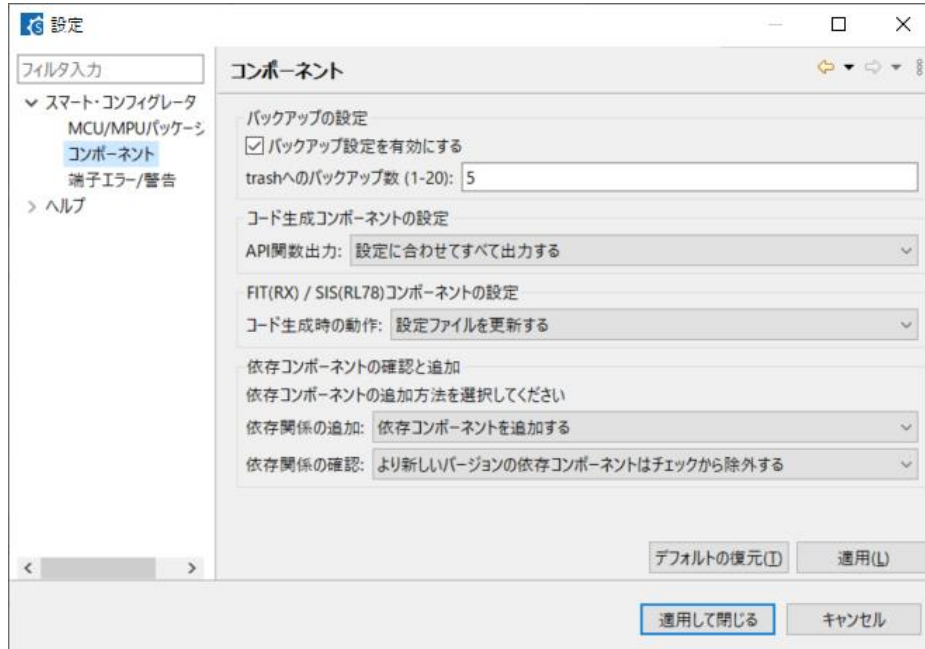 設定
フィルタ入力
スマート・コンフィグレータ
MCU/MPUパッケージ
コンポーネント
端子エラー/警告
ヘルプ
コンポーネント
バックアップの設定
バックアップ設定を有効にする
trashへのバックアップ数 (1-20): 5
コード生成コンポーネントの設定
API関数出力: 設定に合わせてすべて出力する
FIT(RX) / SIS(RL78)コンポーネントの設定
コード生成時の動作: 設定ファイルを更新する
依存コンポーネントの確認と追加
依存コンポーネントの追加方法を選択してください
依存関係の追加: 依存コンポーネントを追加する
依存関係の確認: より新しいバージョンの依存コンポーネントはチェックから除外する
デフォルトの復元(T) 適用(L)
適用して閉じる キャンセル